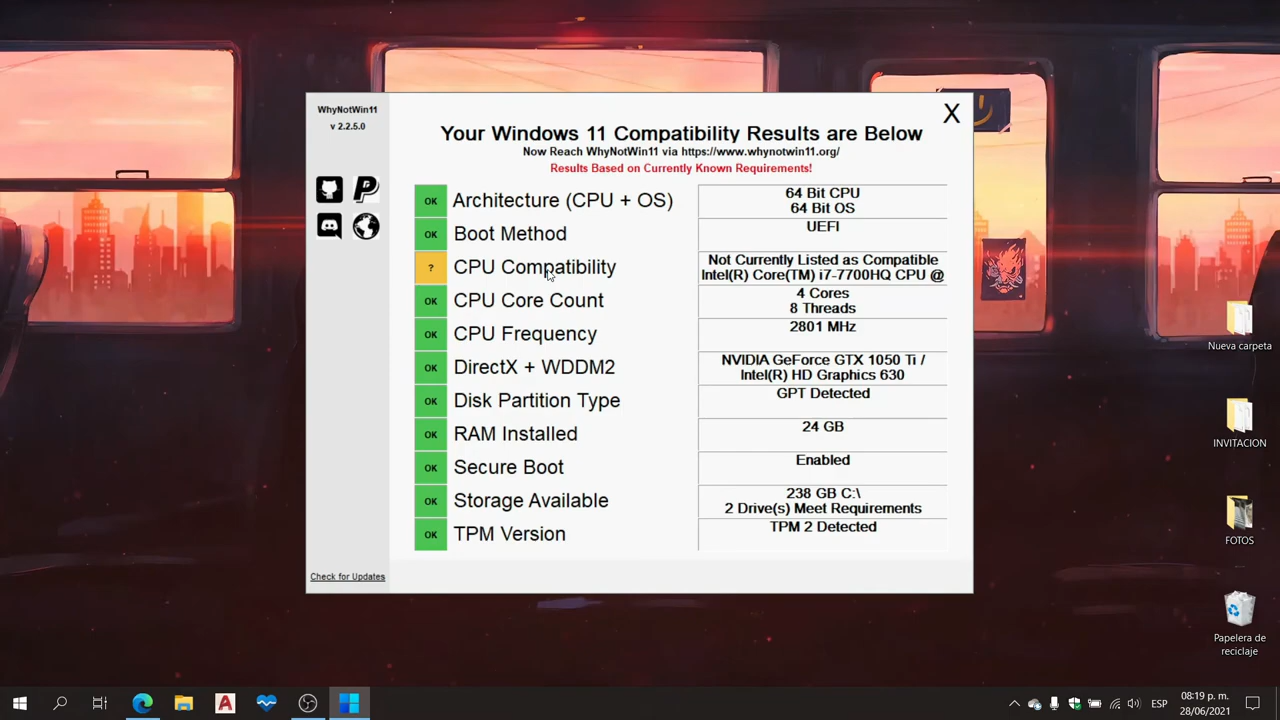 WhyNotWin11
v 2.2.5.0
X
Your Windows 11 Compatibility Results are Below
Now Reach WhyNotWin11 via https://www.whynotwin11.org/
Results Based on Currently Known Requirements!
OK Architecture (CPU + OS) 64 Bit CPU
64 Bit OS
OK Boot Method UEFI
? CPU Compatibility Not Currently Listed as Compatible
Intel(R) Core(TM) i7-7700HQ CPU @
OK CPU Core Count 4 Cores
8 Threads
OK CPU Frequency 2801 MHz
OK DirectX + WDDM2 NVIDIA GeForce GTX 1050 Ti /
Intel(R) HD Graphics 630
OK Disk Partition Type GPT Detected
OK RAM Installed 24 GB
OK Secure Boot Enabled
OK Storage Available 238 GB C:\
2 Drive(s) Meet Requirements
OK TPM Version TPM 2 Detected
Check for Updates
Nueva carpeta
INVITACION
FOTOS
Papelera de
reciclaje
A
ESP
08:19 p. m.
28/06/2021